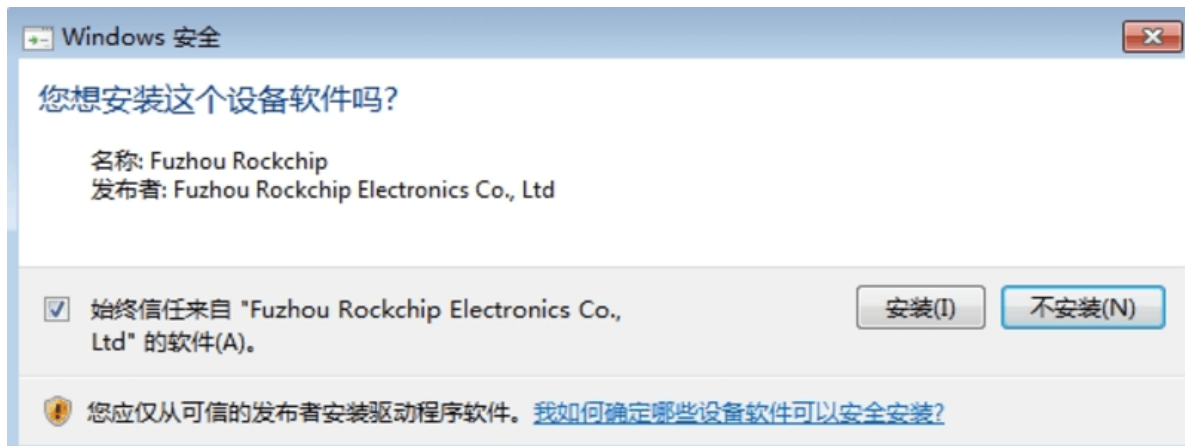 Windows 安全
您想安装这个设备软件吗?
名称: Fuzhou Rockchip
发布者: Fuzhou Rockchip Electronics Co., Ltd
始终信任来自 "Fuzhou Rockchip Electronics Co.,
Ltd" 的软件(A)。
安装(I)
不安装(N)
您应仅从可信的发布者安装驱动程序软件。我如何确定哪些设备软件可以安全安装?